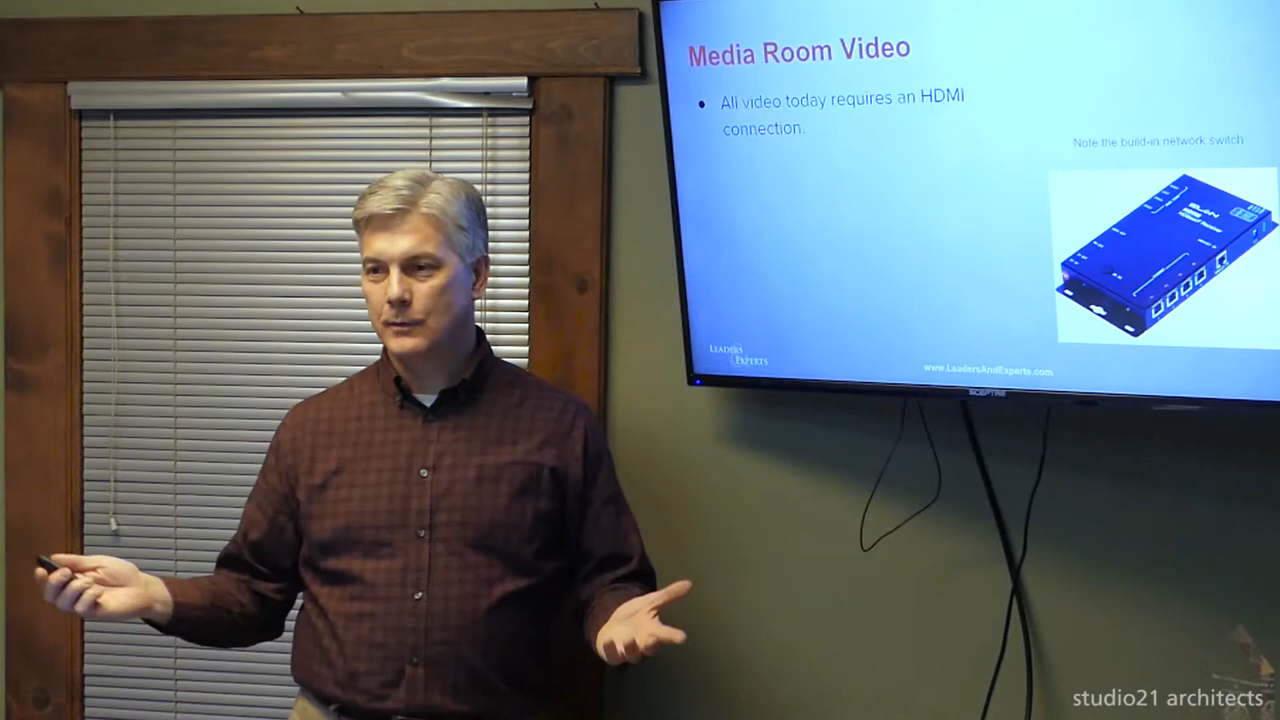 Media Room Video
• All video today requires an HDMI
connection.
Note the build-in network switch
LEADERS
EXPERTS
www.LeadersAndExperts.com
SCEPTRE
studio21 architects